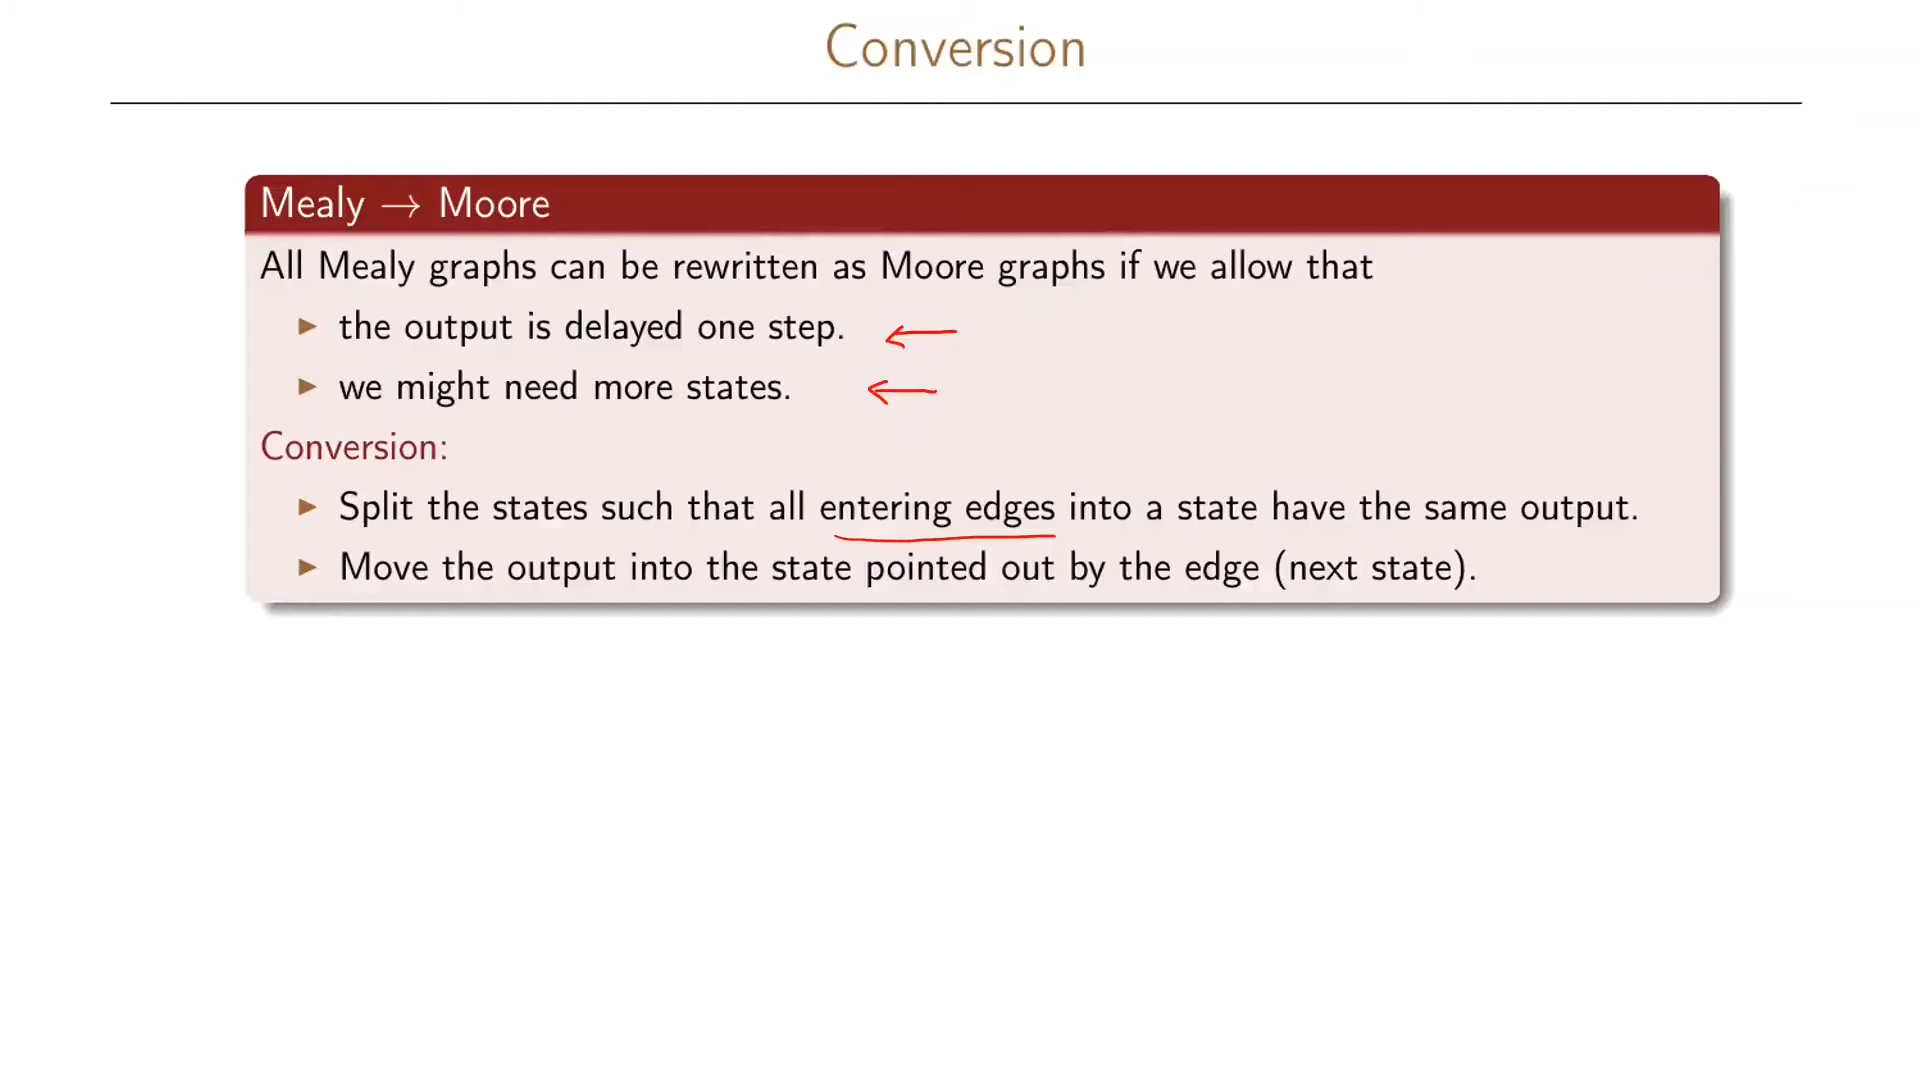 Conversion
Mealy → Moore
All Mealy graphs can be rewritten as Moore graphs if we allow that
▶ the output is delayed one step.
▶ we might need more states.
Conversion:
▶ Split the states such that all entering edges into a state have the same output.
▶ Move the output into the state pointed out by the edge (next state).